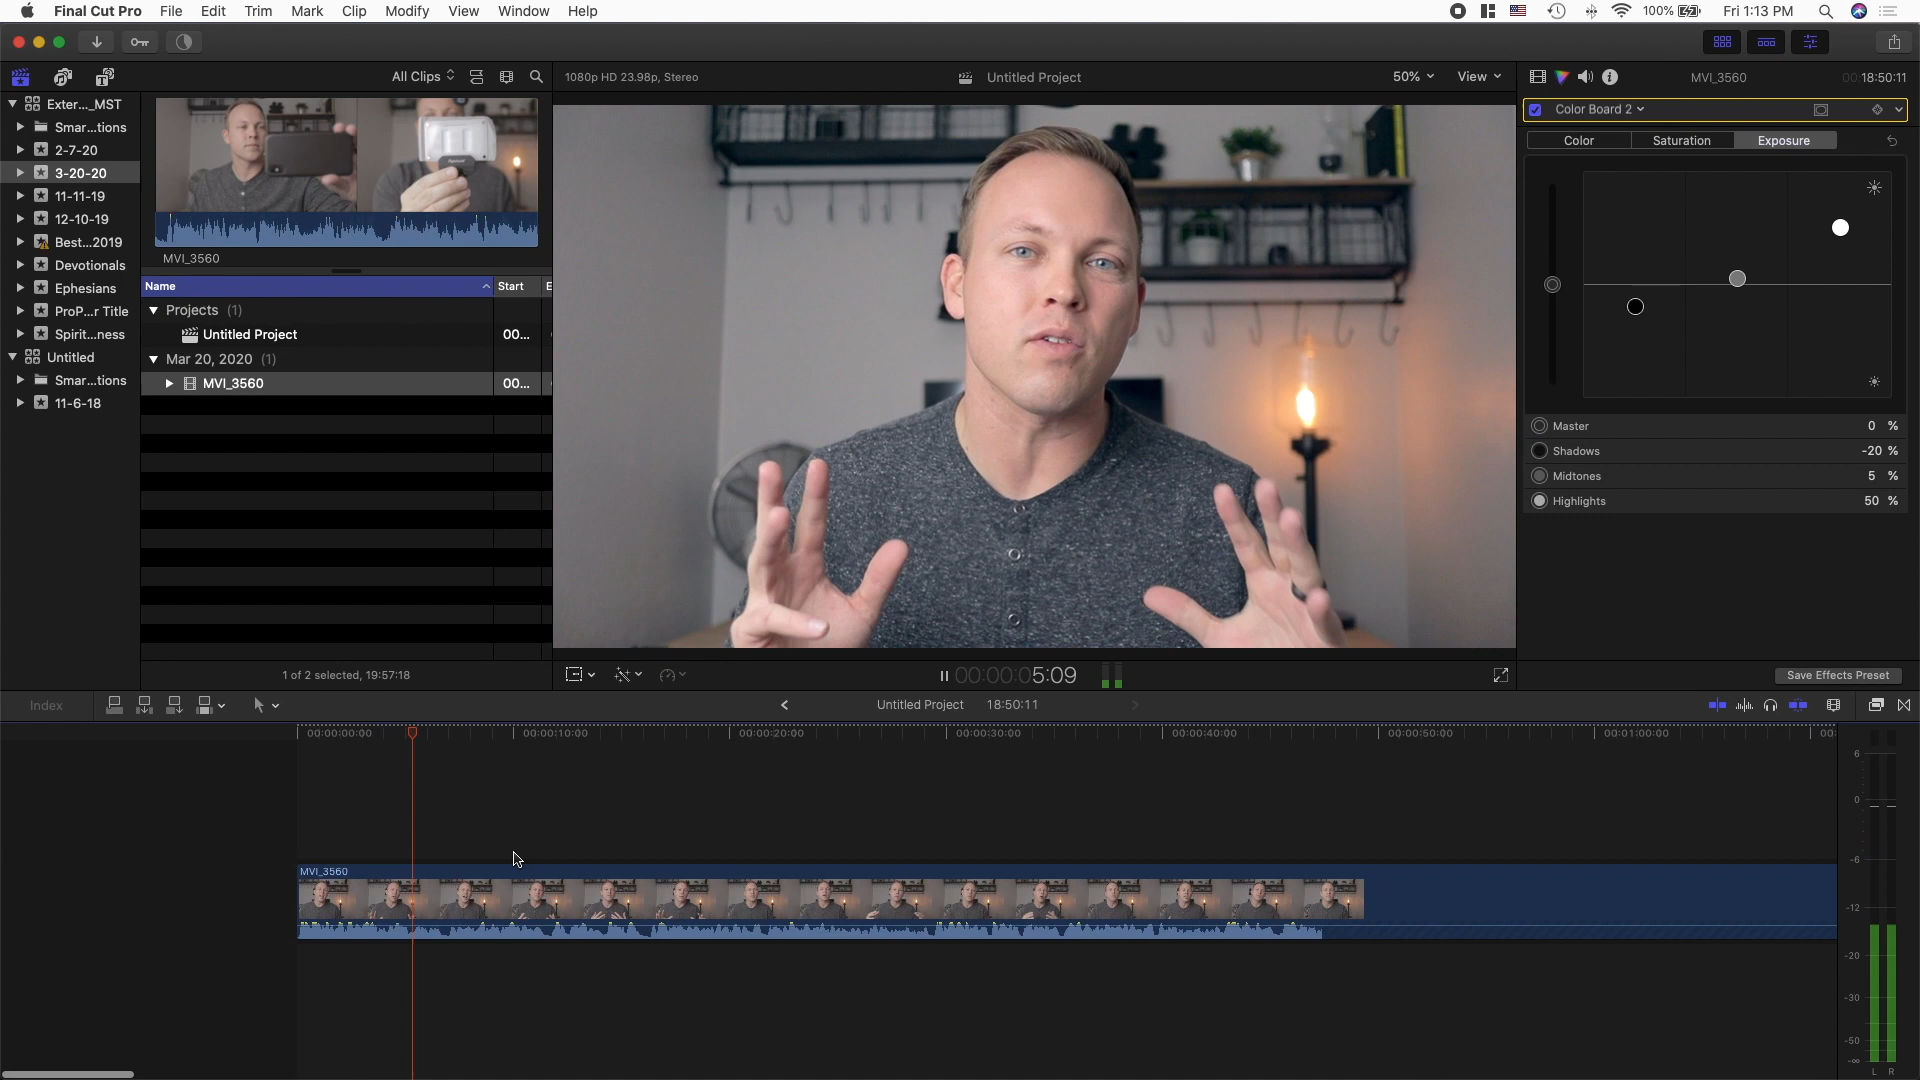 Final Cut Pro File Edit Trim Mark Clip Modify View Window Help 100% Fri 1:13 PM
All Clips 1080p HD 23.98p, Stereo Untitled Project 50% View MVI_3560 00:18:50:11
Exter..._MST
Smar...tions
2-7-20
3-20-20
11-11-19
12-10-19
Best...2019
Devotionals
Ephesians
ProP...r Title
Spirit...ness
Untitled
Smar...tions
11-6-18
MVI_3560
Name Start E
Projects (1)
Untitled Project 00...
Mar 20, 2020 (1)
MVI_3560 00...
1 of 2 selected, 19:57:18
00:00:00:05:09
Color Board 2
Color Saturation Exposure
Master 0 %
Shadows -20 %
Midtones 5 %
Highlights 50 %
Save Effects Preset
Index Untitled Project 18:50:11
00:00:00:00 00:00:10:00 00:00:20:00 00:00:30:00 00:00:40:00 00:00:50:00 00:01:00:00 00:
MVI_3560
6
0
-6
-12
-20
-30
-50
-∞
L R